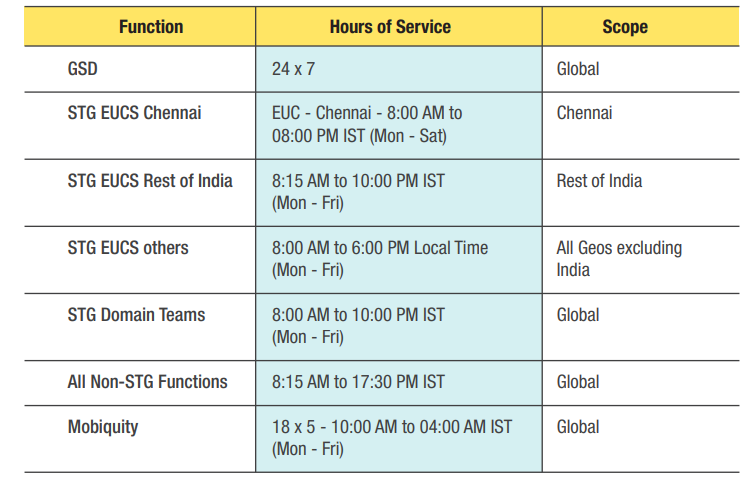 Function Hours of Service Scope
GSD 24 x 7 Global
STG EUCS Chennai EUC - Chennai - 8:00 AM to Chennai
08:00 PM IST (Mon - Sat)
STG EUCS Rest of India 8:15 AM to 10:00 PM IST Rest of India
(Mon - Fri)
STG EUCS others 8:00 AM to 6:00 PM Local Time All Geos excluding
(Mon - Fri) India
STG Domain Teams 8:00 AM to 10:00 PM IST Global
(Mon - Fri)
All Non-STG Functions 8:15 AM to 17:30 PM IST Global
Mobiquity 18 x 5 - 10:00 AM to 04:00 AM IST Global
(Mon - Fri)